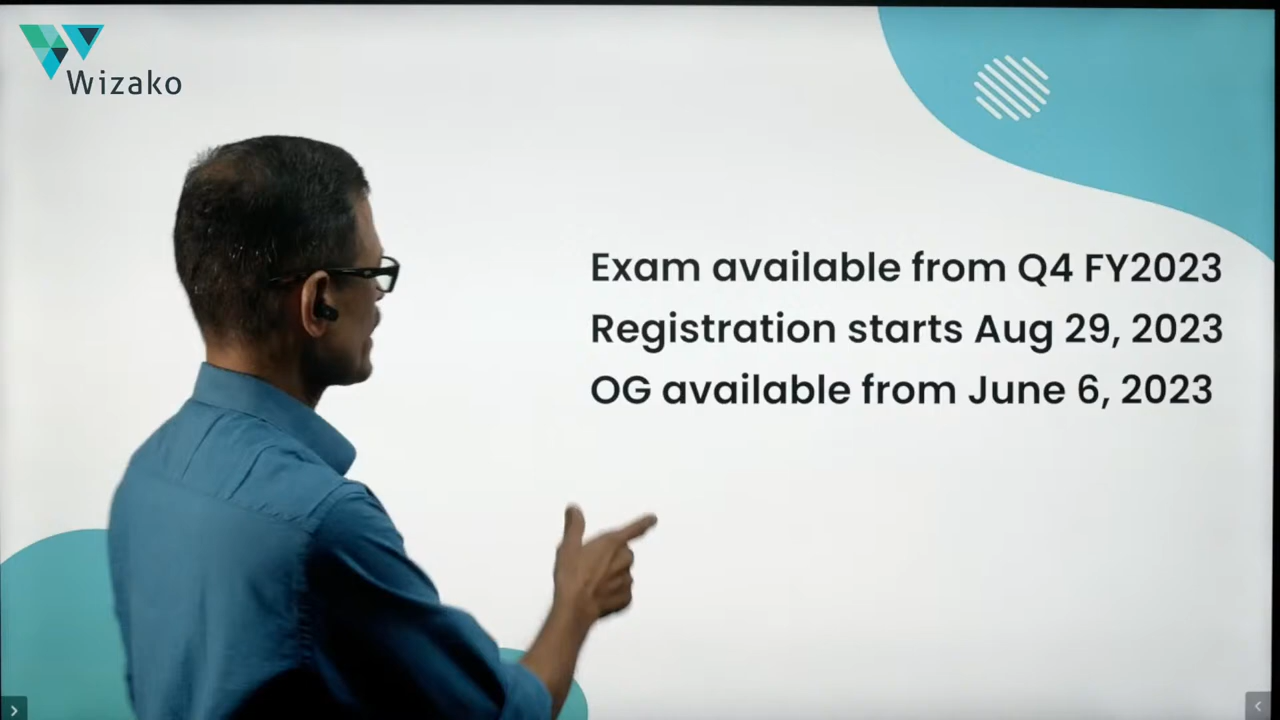 Wizako
Exam available from Q4 FY2023
Registration starts Aug 29, 2023
OG available from June 6, 2023